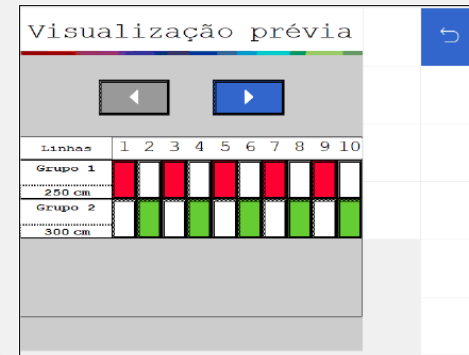 Visualização prévia
Linhas 1 2 3 4 5 6 7 8 9 10
Grupo 1
250 cm
Grupo 2
300 cm